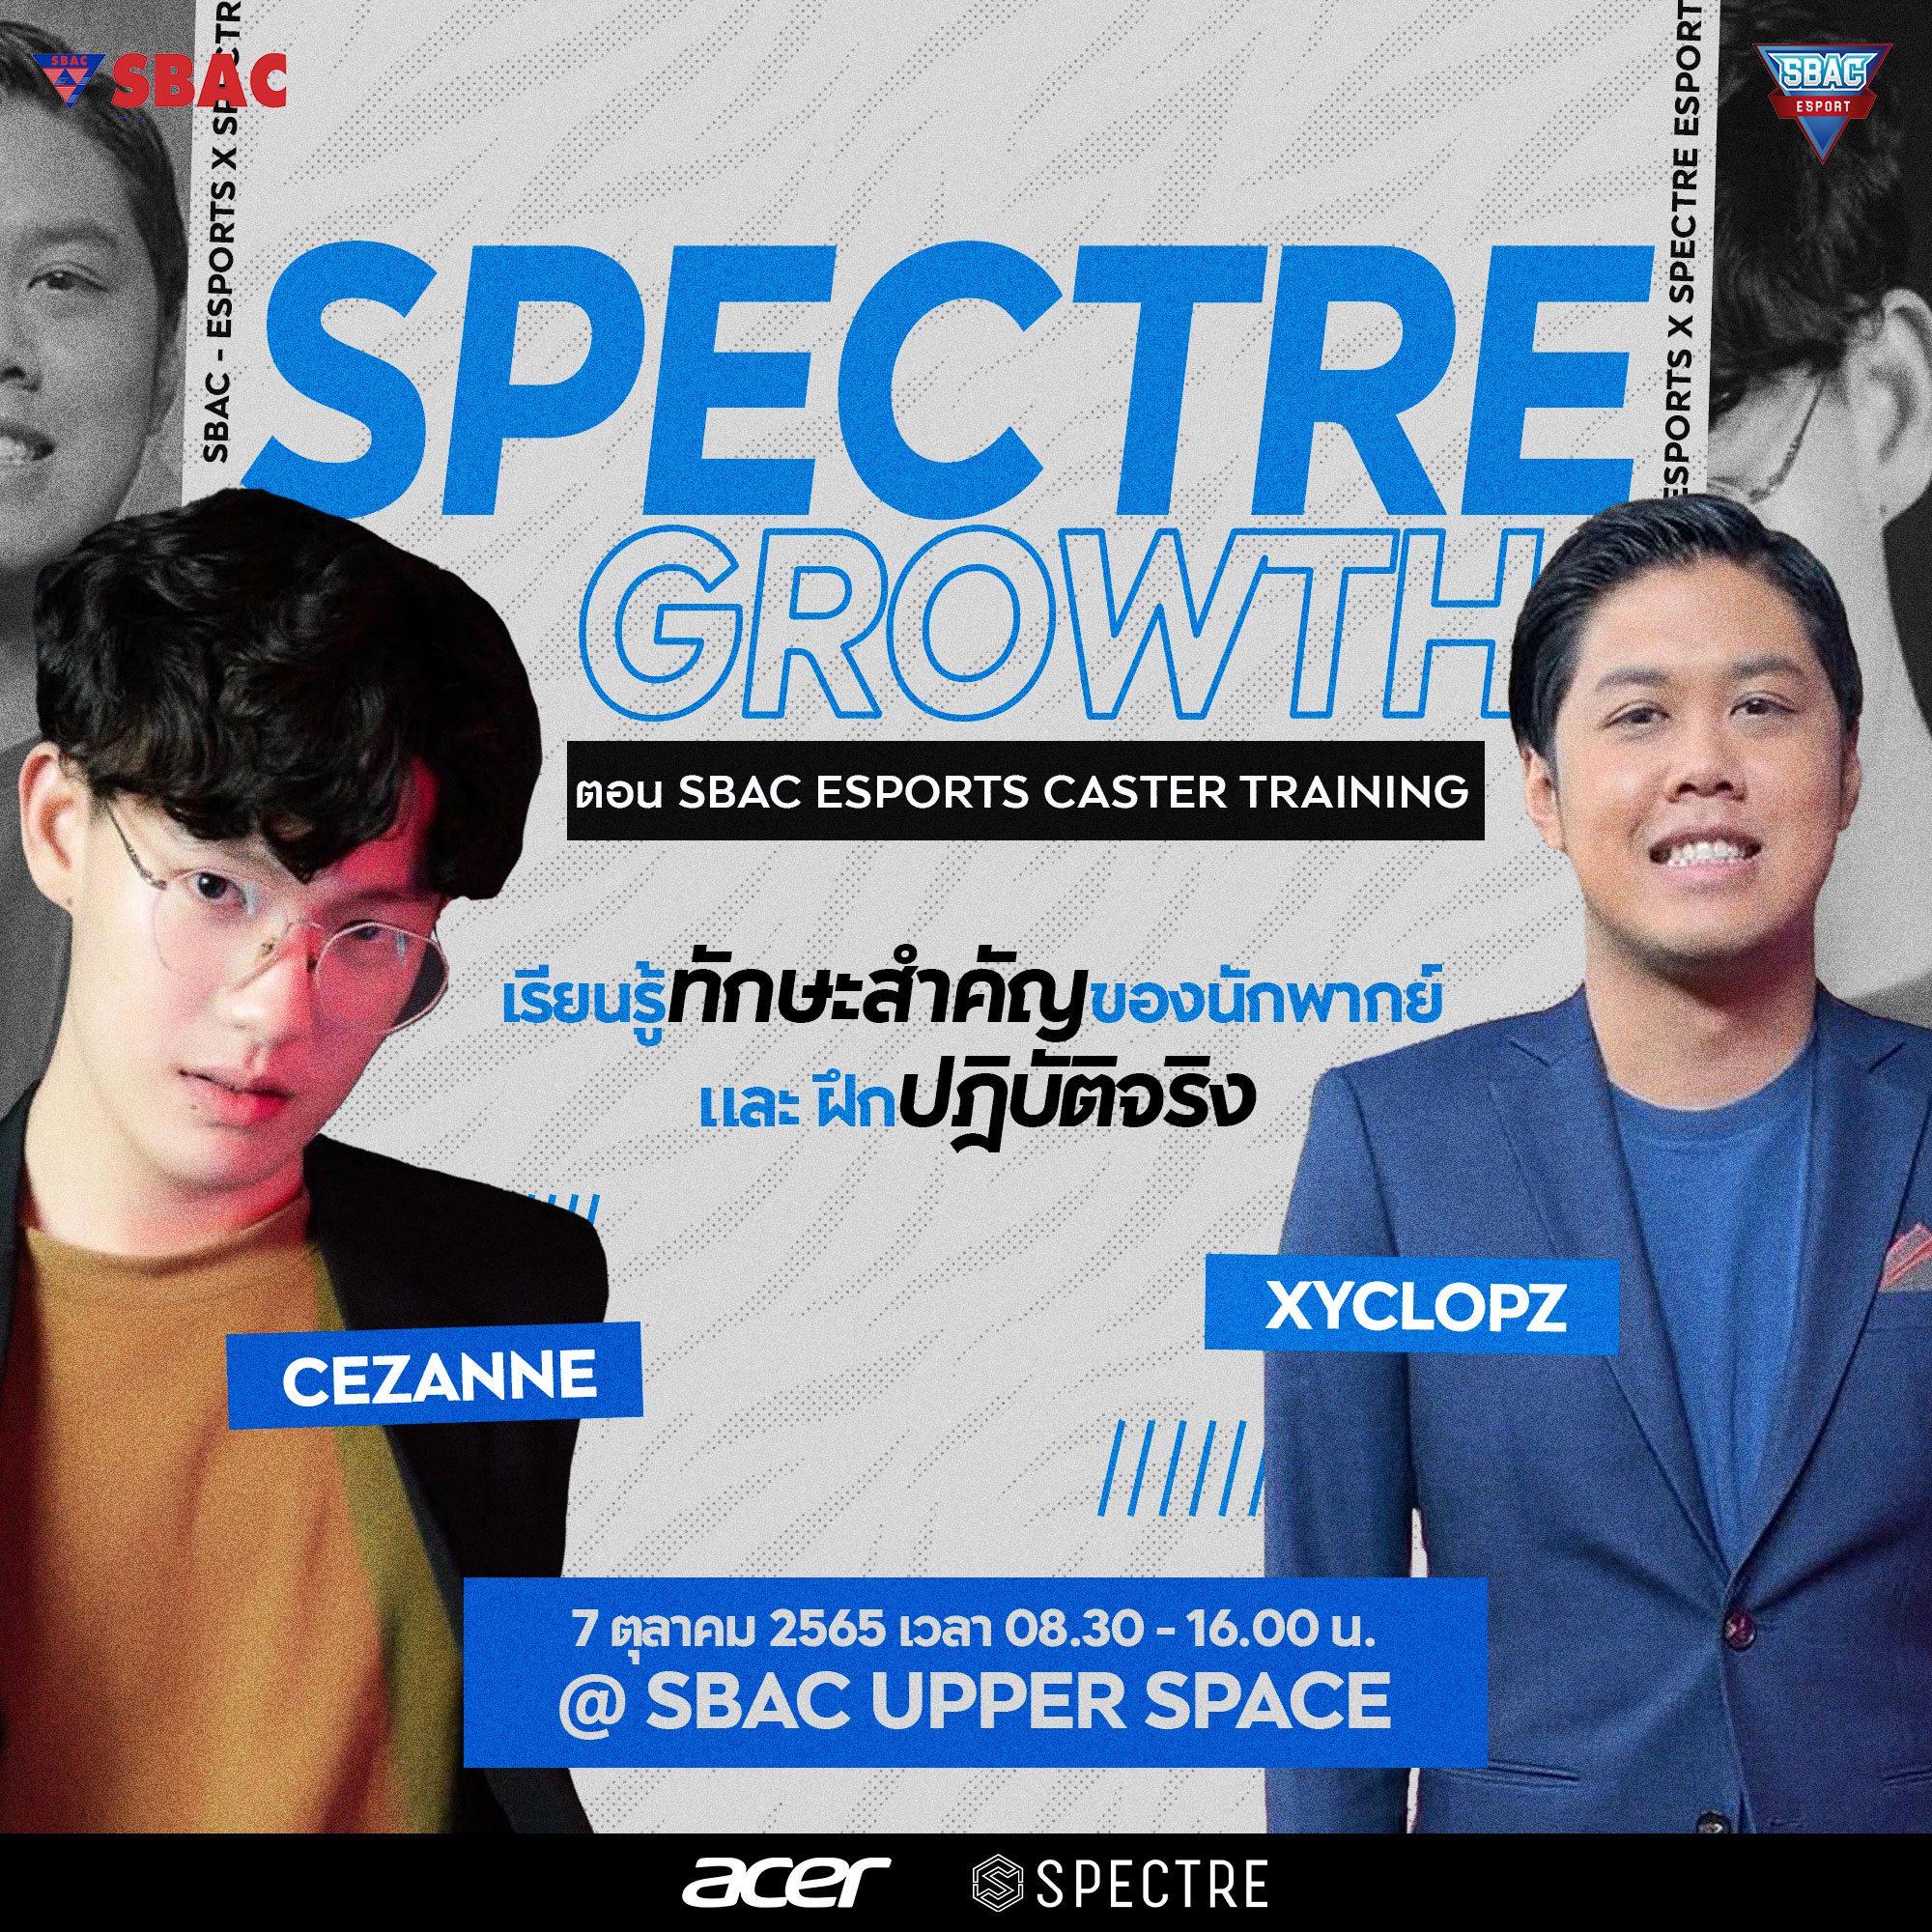 SBAC
SBAC
SBAC
ESPORT
SBAC - ESPORTS X SPECTR
ESPORTS X SPECTRE ESPORT
SPECTRE
GROWTH
ตอน SBAC ESPORTS CASTER TRAINING
เรียนรู้ทักษะสำคัญของนักพากย์
และ ฝึกปฏิบัติจริง
CEZANNE
XYCLOPZ
7 ตุลาคม 2565 เวลา 08.30 - 16.00 น.
@ SBAC UPPER SPACE
acer
SPECTRE